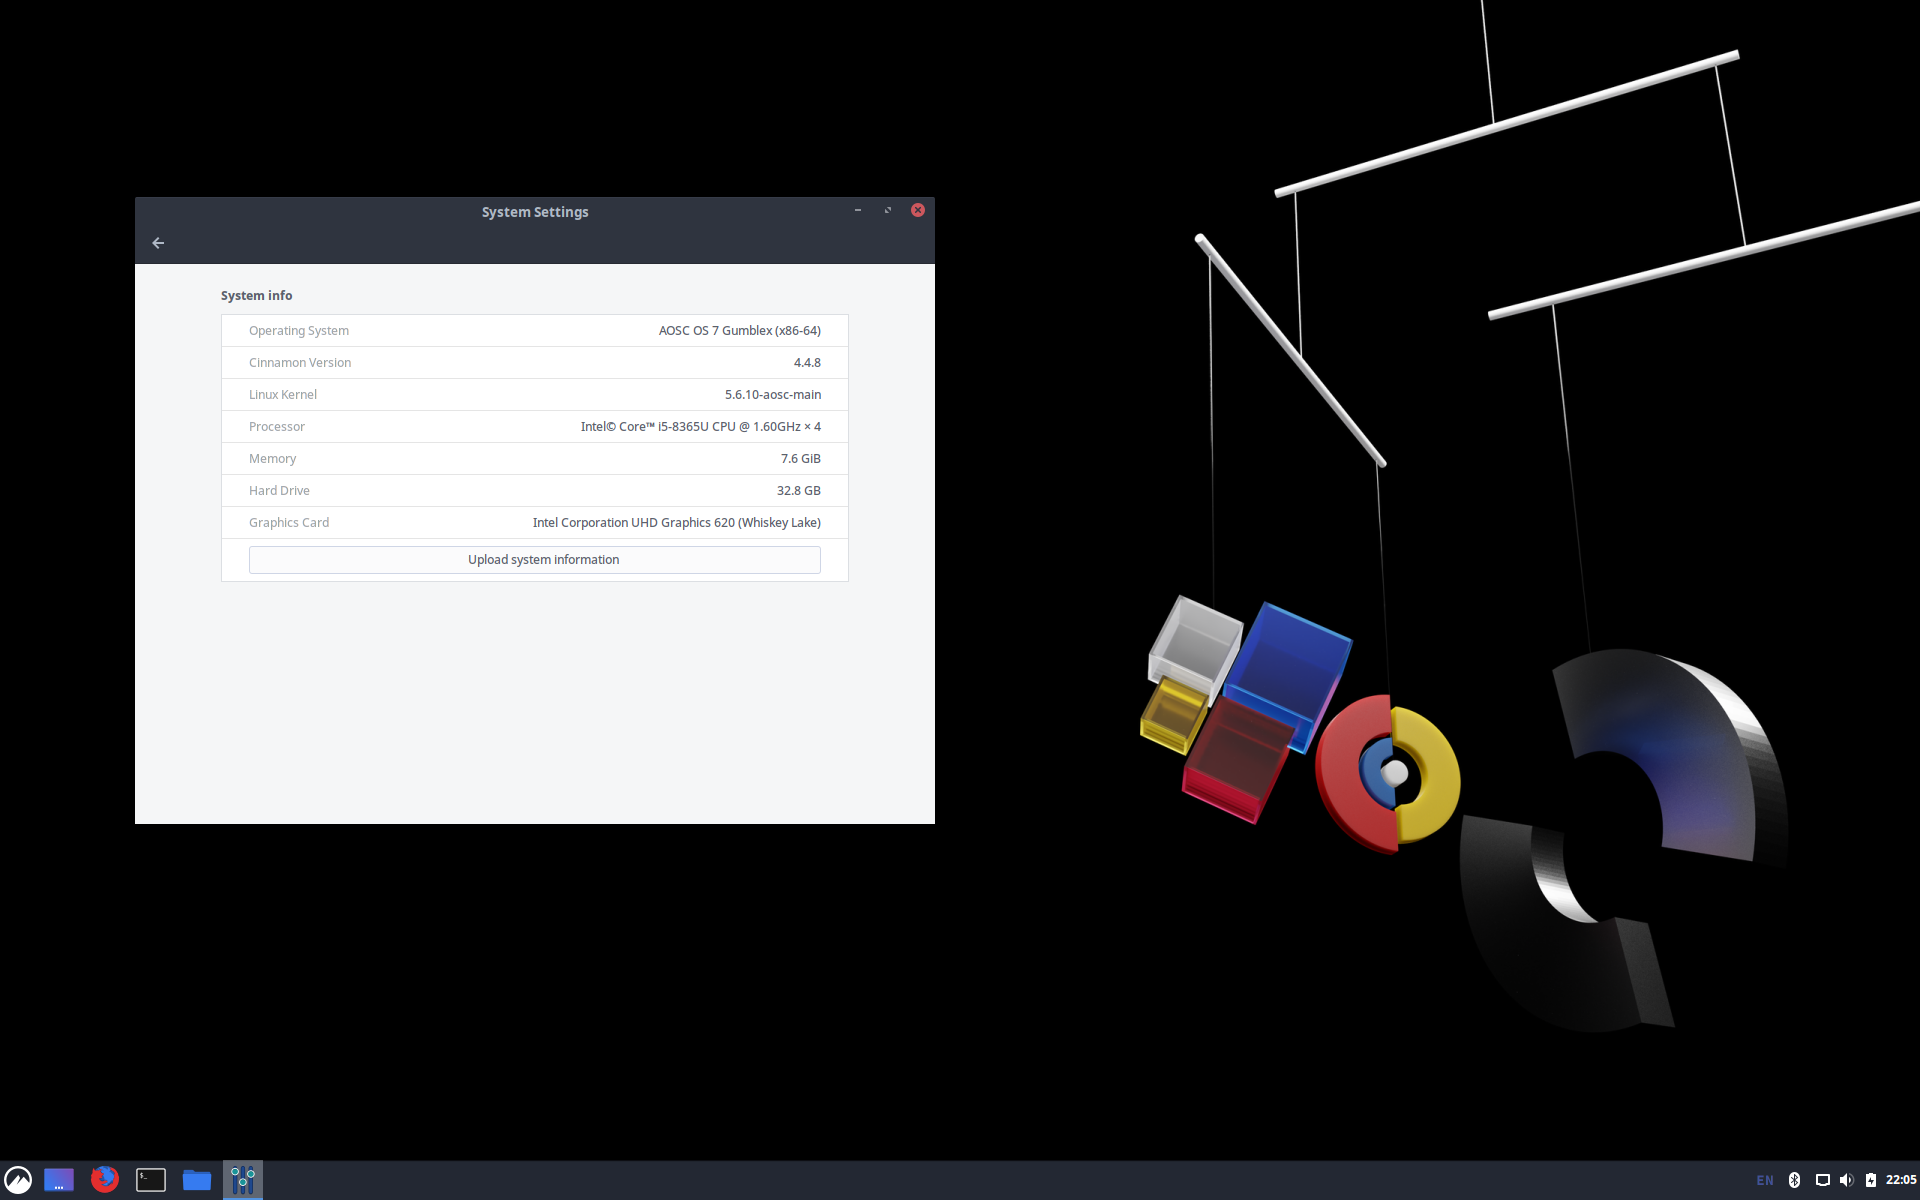 System Settings
System info
Operating System AOSC OS 7 Gumblex (x86-64)
Cinnamon Version 4.4.8
Linux Kernel 5.6.10-aosc-main
Processor Intel© Core™ i5-8365U CPU @ 1.60GHz × 4
Memory 7.6 GiB
Hard Drive 32.8 GB
Graphics Card Intel Corporation UHD Graphics 620 (Whiskey Lake)
Upload system information
$_
EN 22:05